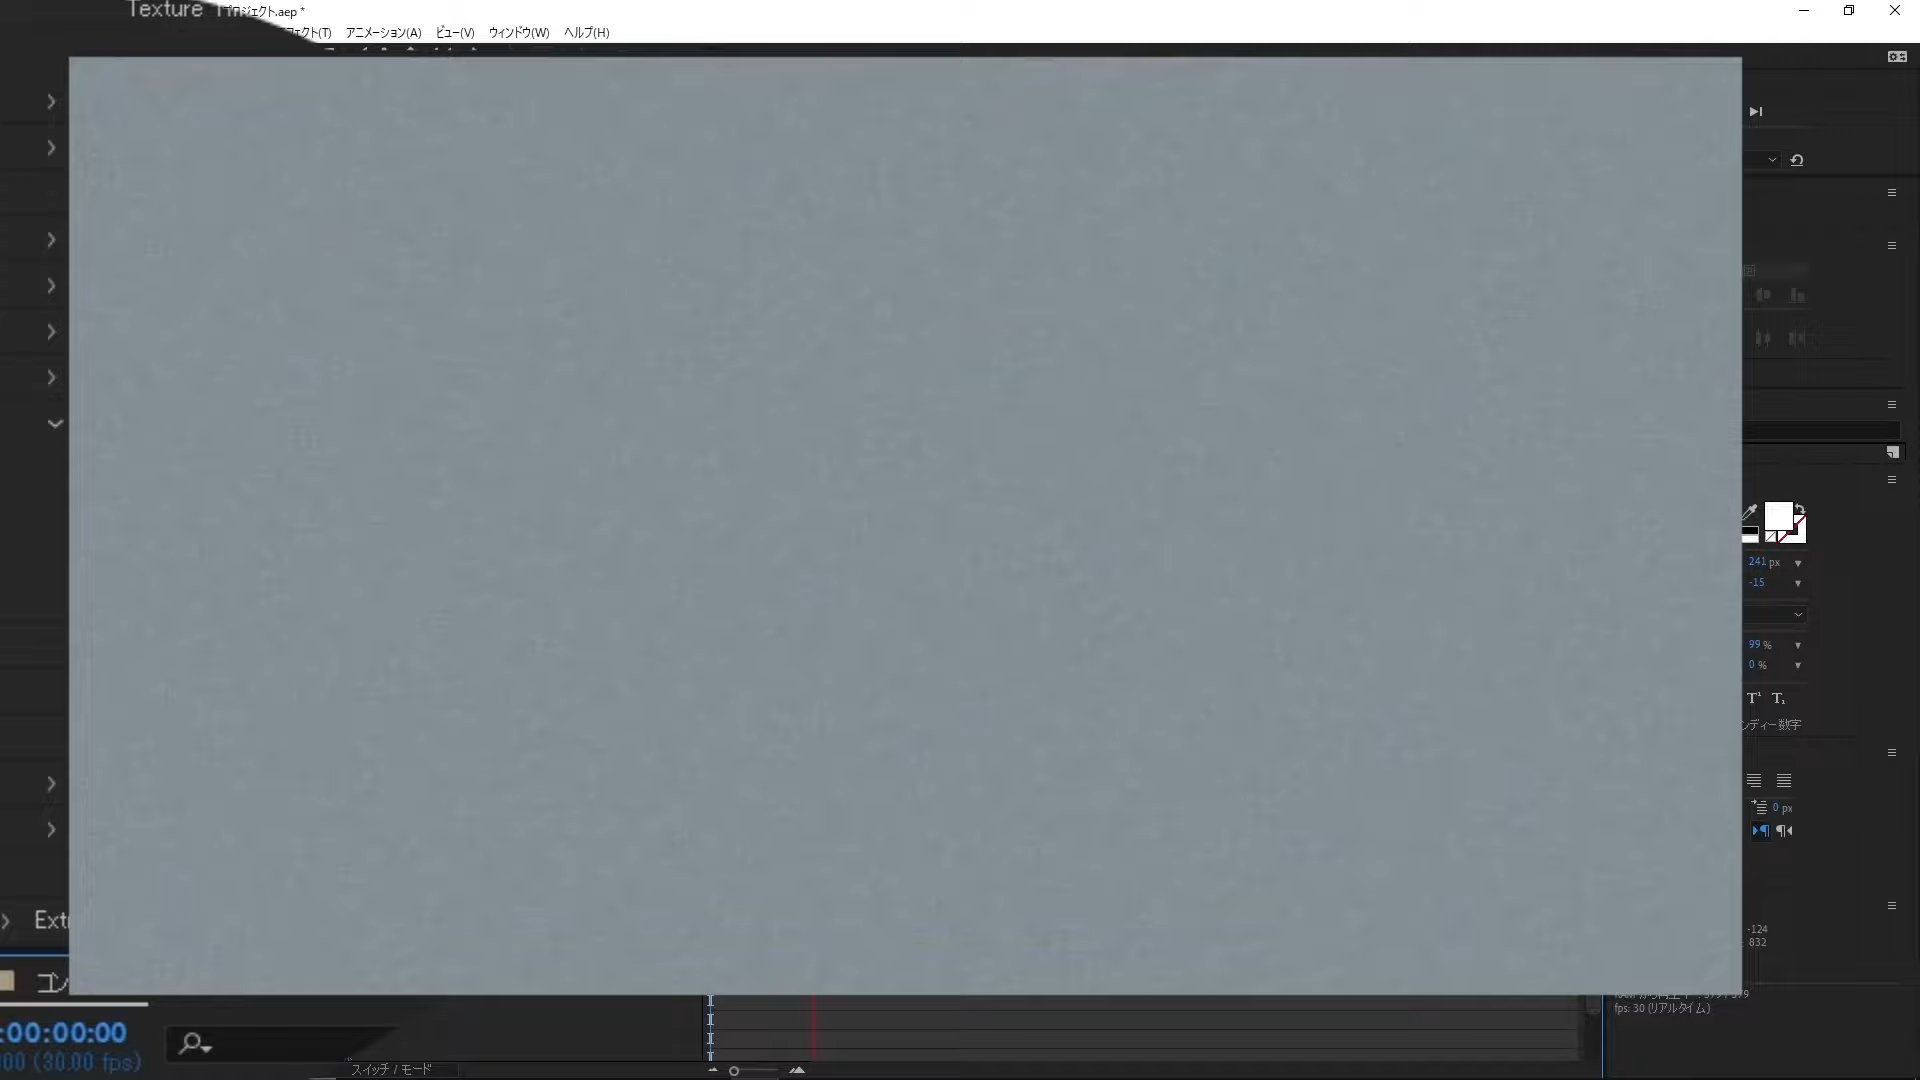 Texture
プロジェクト.aep *
ェクト(T) アニメーション(A) ビュー(V) ウィンドウ(W) ヘルプ(H)
241 px
-15
99 %
0 %
T¹ T₁
ンディー数字
0 px
Ext
-124
832
コン
fps: 30 (リアルタイム)
:00:00:00
000 (30.00 fps)
スイッチ / モード